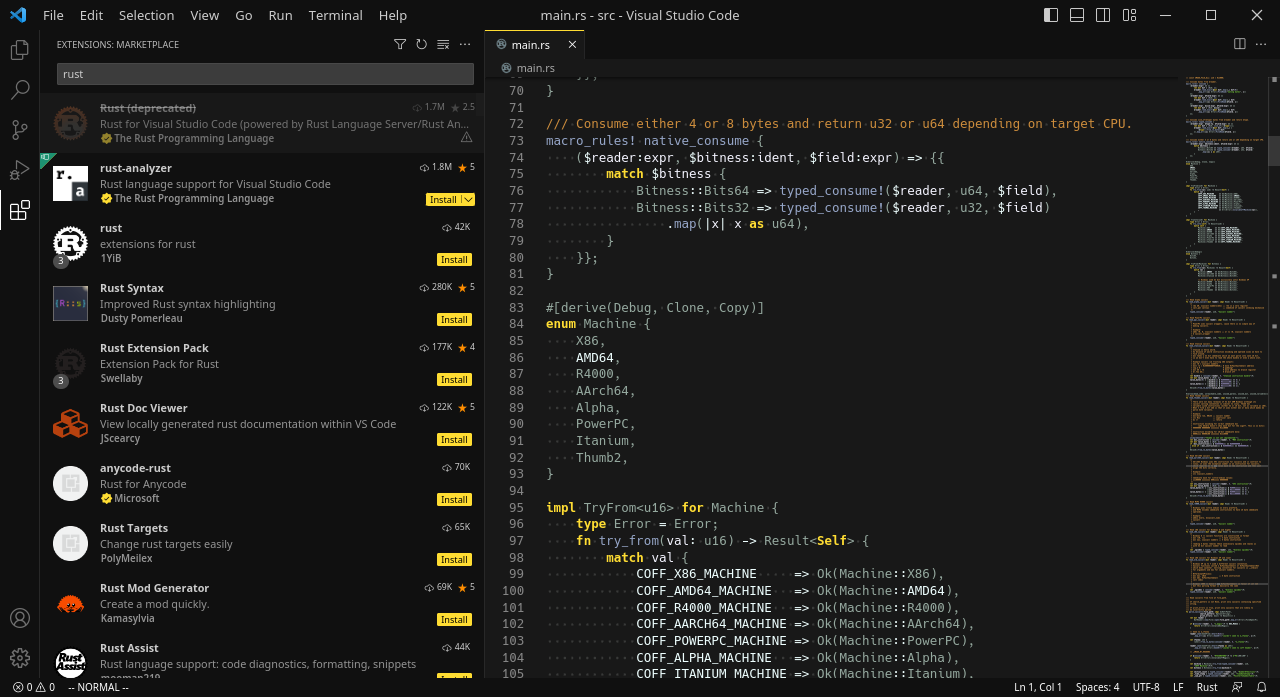 File Edit Selection View Go Run Terminal Help
main.rs - src - Visual Studio Code
EXTENSIONS: MARKETPLACE
rust
Rust (deprecated) 1.7M 2.5
Rust for Visual Studio Code (powered by Rust Language Server/Rust An...
The Rust Programming Language
rust-analyzer 1.8M 5
Rust language support for Visual Studio Code
The Rust Programming Language Install
rust 42K
extensions for rust
1YiB Install
3
Rust Syntax 280K 5
Improved Rust syntax highlighting
Dusty Pomerleau Install
Rust Extension Pack 177K 4
Extension Pack for Rust
Swellaby Install
3
Rust Doc Viewer 122K 5
View locally generated rust documentation within VS Code
JScearcy Install
anycode-rust 70K
Rust for Anycode
Microsoft Install
Rust Targets 65K
Change rust targets easily
PolyMeilex Install
Rust Mod Generator 69K 5
Create a mod quickly.
Kamasylvia Install
Rust Assist 44K
Rust language support: code diagnostics, formatting, snippets
main.rs
main.rs
70 }
71
72 /// Consume either 4 or 8 bytes and return u32 or u64 depending on target CPU.
73 macro_rules! native_consume {
74     ($reader:expr, $bitness:ident, $field:expr) => {{
75         match $bitness {
76             Bitness::Bits64 => typed_consume!($reader, u64, $field),
77             Bitness::Bits32 => typed_consume!($reader, u32, $field)
78                 .map(|x| x as u64),
79         }
80     }};
81 }
82
83 #[derive(Debug, Clone, Copy)]
84 enum Machine {
85     X86,
86     AMD64,
87     R4000,
88     AArch64,
89     Alpha,
90     PowerPC,
91     Itanium,
92     Thumb2,
93 }
94
95 impl TryFrom<u16> for Machine {
96     type Error = Error;
97     fn try_from(val: u16) -> Result<Self> {
98         match val {
99             COFF_X86_MACHINE     => Ok(Machine::X86),
100             COFF_AMD64_MACHINE   => Ok(Machine::AMD64),
101             COFF_R4000_MACHINE   => Ok(Machine::R4000),
102             COFF_AARCH64_MACHINE => Ok(Machine::AArch64),
103             COFF_POWERPC_MACHINE => Ok(Machine::PowerPC),
104             COFF_ALPHA_MACHINE   => Ok(Machine::Alpha),
105             COFF_ITANIUM_MACHINE => Ok(Machine::Itanium),
0 0 -- NORMAL -- Ln 1, Col 1 Spaces: 4 UTF-8 LF Rust